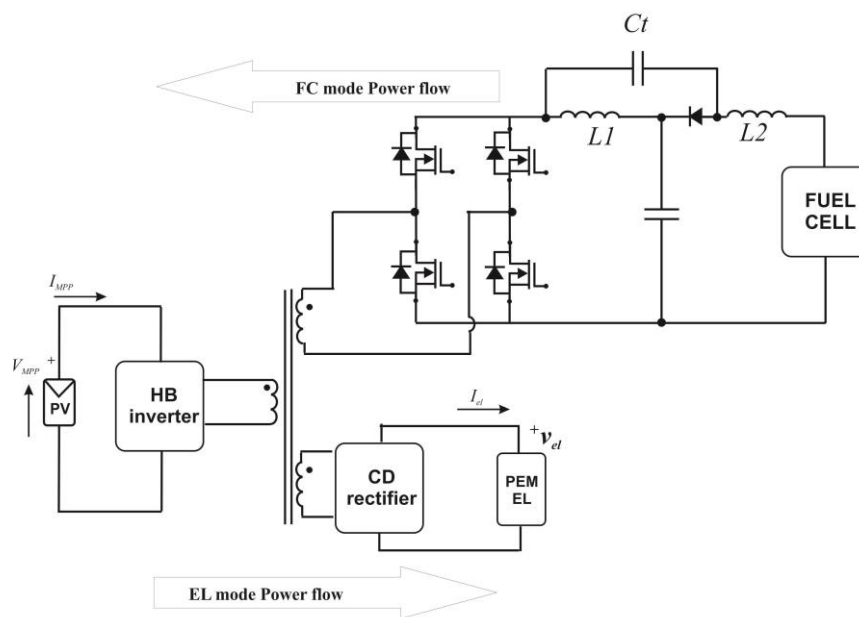 Ct
FC mode Power flow
L1
L2
FUEL
CELL
I_MPP
V_MPP
+
PV
HB
inverter
I_el
+
v_el
CD
rectifier
PEM
EL
EL mode Power flow